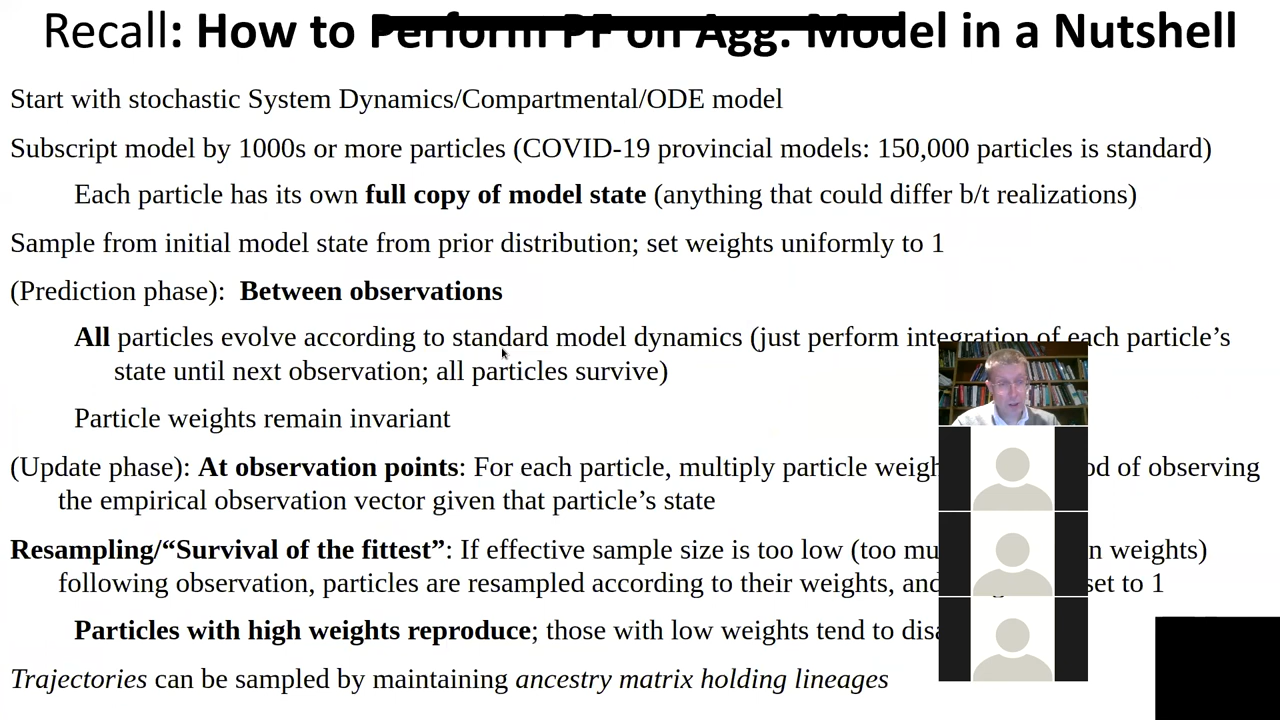 Recall: How to Perform PF on Agg. Model in a Nutshell
Start with stochastic System Dynamics/Compartmental/ODE model
Subscript model by 1000s or more particles (COVID-19 provincial models: 150,000 particles is standard)
Each particle has its own full copy of model state (anything that could differ b/t realizations)
Sample from initial model state from prior distribution; set weights uniformly to 1
(Prediction phase): Between observations
All particles evolve according to standard model dynamics (just perform integration of each particle's
state until next observation; all particles survive)
Particle weights remain invariant
(Update phase): At observation points: For each particle, multiply particle of observing
the empirical observation vector given that particle's state
Resampling/“Survival of the fittest”: If effective sample size is too low (too weights)
following observation, particles are resampled according to their weights, and set to 1
Particles with high weights reproduce; those with low weights tend to
Trajectories can be sampled by maintaining ancestry matrix holding lineages